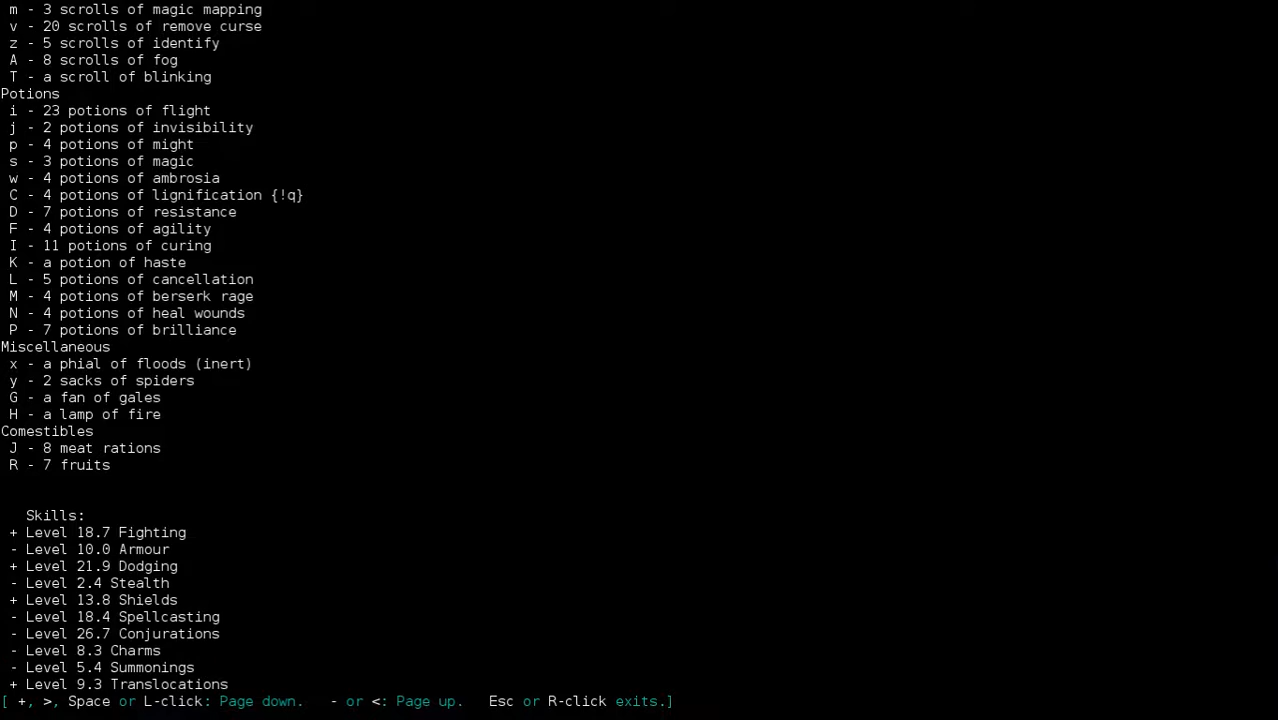 m - 3 scrolls of magic mapping
v - 20 scrolls of remove curse
z - 5 scrolls of identify
A - 8 scrolls of fog
T - a scroll of blinking
Potions
i - 23 potions of flight
j - 2 potions of invisibility
p - 4 potions of might
s - 3 potions of magic
w - 4 potions of ambrosia
C - 4 potions of lignification {!q}
D - 7 potions of resistance
F - 4 potions of agility
I - 11 potions of curing
K - a potion of haste
L - 5 potions of cancellation
M - 4 potions of berserk rage
N - 4 potions of heal wounds
P - 7 potions of brilliance
Miscellaneous
x - a phial of floods (inert)
y - 2 sacks of spiders
G - a fan of gales
H - a lamp of fire
Comestibles
J - 8 meat rations
R - 7 fruits
Skills:
+ Level 18.7 Fighting
- Level 10.0 Armour
+ Level 21.9 Dodging
- Level 2.4 Stealth
+ Level 13.8 Shields
- Level 18.4 Spellcasting
- Level 26.7 Conjurations
- Level 8.3 Charms
- Level 5.4 Summonings
+ Level 9.3 Translocations
[ +, >, Space or L-click: Page down.   - or <: Page up.   Esc or R-click exits.]